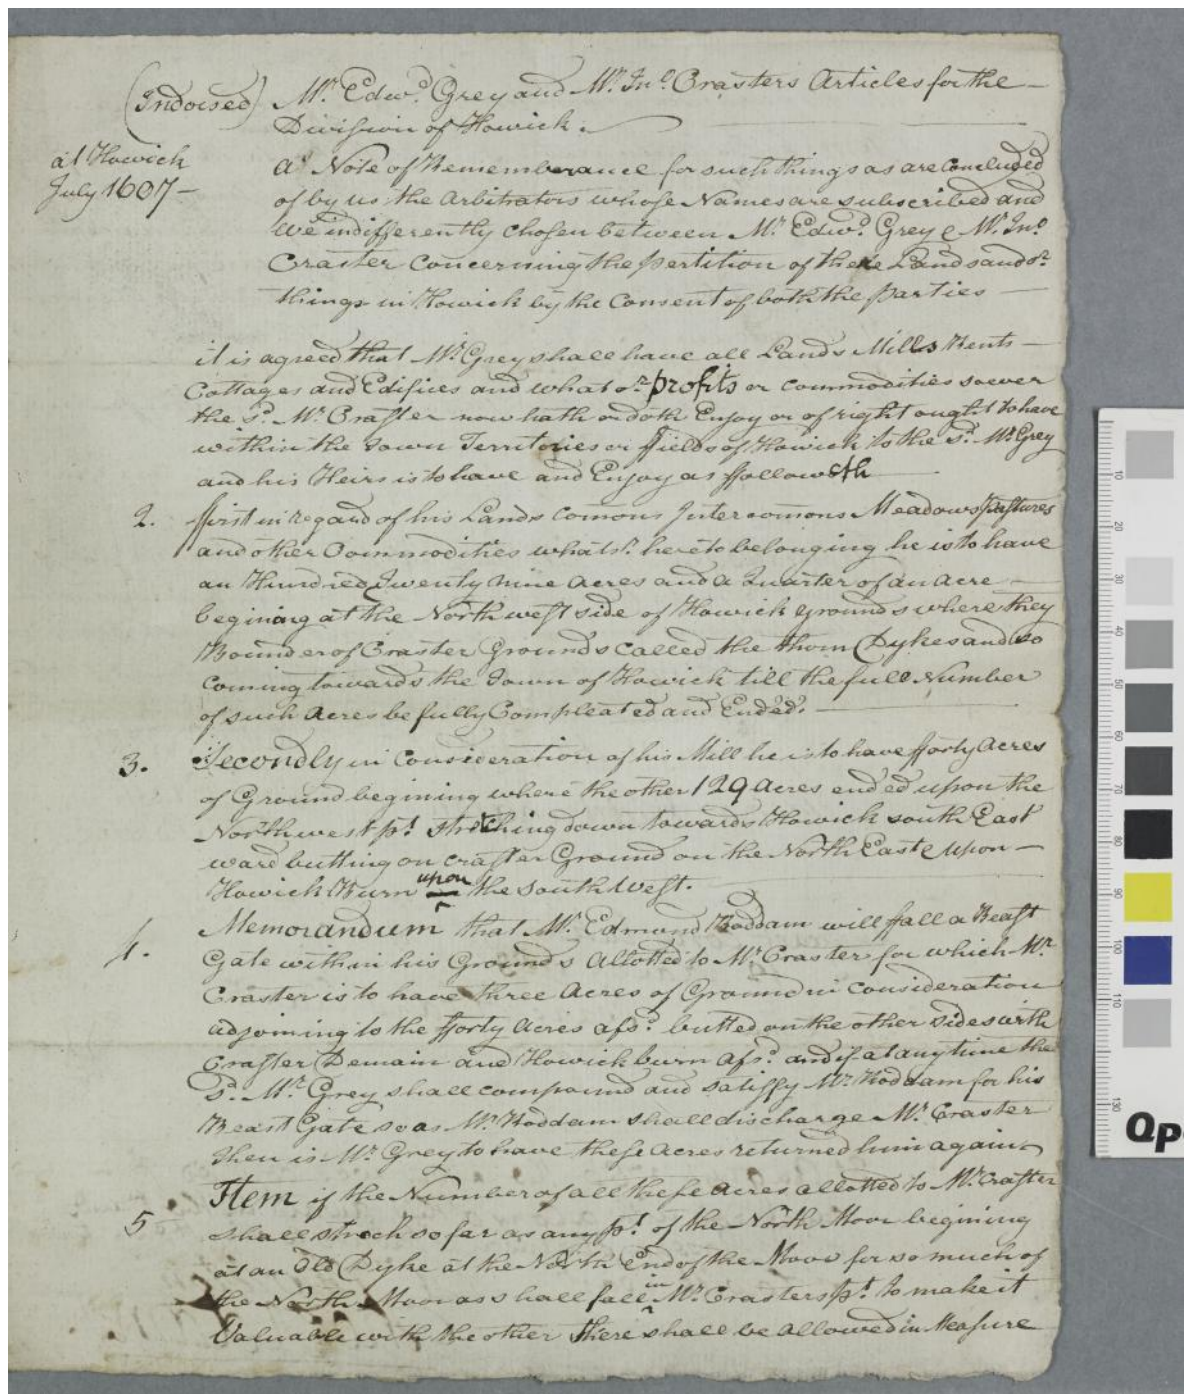 (Indorsed) Mr. Edwd. Grey and Mr. Jno. Crasters Articles for the
Division of Howick.
at Howick
July 1607
A Note of Rememberance for such things as are Concluded
of by us the Arbitrators whose Names are subscribed and
We indifferently chosen between Mr. Edwd. Grey & Mr. Jno.
Craster Concerning the pertition of there Lands and or
things in Howick by the Consent of both the parties
it is agreed that Mr. Grey shall have all Lands Mills Rents
Cottages and Edifices and what or profits or commodities soever
the sd. Mr. Craster now hath or doth Enjoy or of right ought to have
within the Town Territories or ffields of Howick to the sd. Mr. Grey
and his Heirs is to have and Enjoy as ffolloweth
2. ffirst in regard of his Lands comons Intercomons Meadows Pastures
and other Commodities whatsr. hereto belonging he is to have
an Hundred Twenty nine Acres and a Quarter of an Acre
begining at the North west side of Howick grounds where they
Bounder of Craster Grounds called the thorn Dykes and so
coming towards the Town of Howick till the full Number
of such Acres be fully Compleated and Ended.
3. Secondly in Consideration of his Mill he is to have fforty Acres
of Ground begining where the other 129 Acres ended upon the
North west pt. streching down towards Howick south East
ward butting on craster Ground on the North Easte upon
Howick Burn upon the south West.
4. Memorandum that Mr. Edmond Roddam will fall a Beast
Gate within his Grounds Allotted to Mr. Craster for which Mr.
Craster is to have three Acres of Ground in consideration
adjoining to the fforty Acres afsd. butted on the other sides with
Craster Demain and Howick burn afsd. and if at any time the
sd. Mr. Grey shall compound and satisfy Mr. Roddam for his
Beast Gate so as Mr. Roddam shall discharge Mr. Craster
then is Mr. Grey to have these Acres returned him again
5 Item if the Number of all these Acres allotted to Mr. Craster
shall strech so far as any pt. of the North Moor begining
at an Old Dyke at the North End of the Moor for so much of
the North Moor as shall fall in Mr. Crasters pt. to make it
Valuable with the other there shall be allowed in Measure